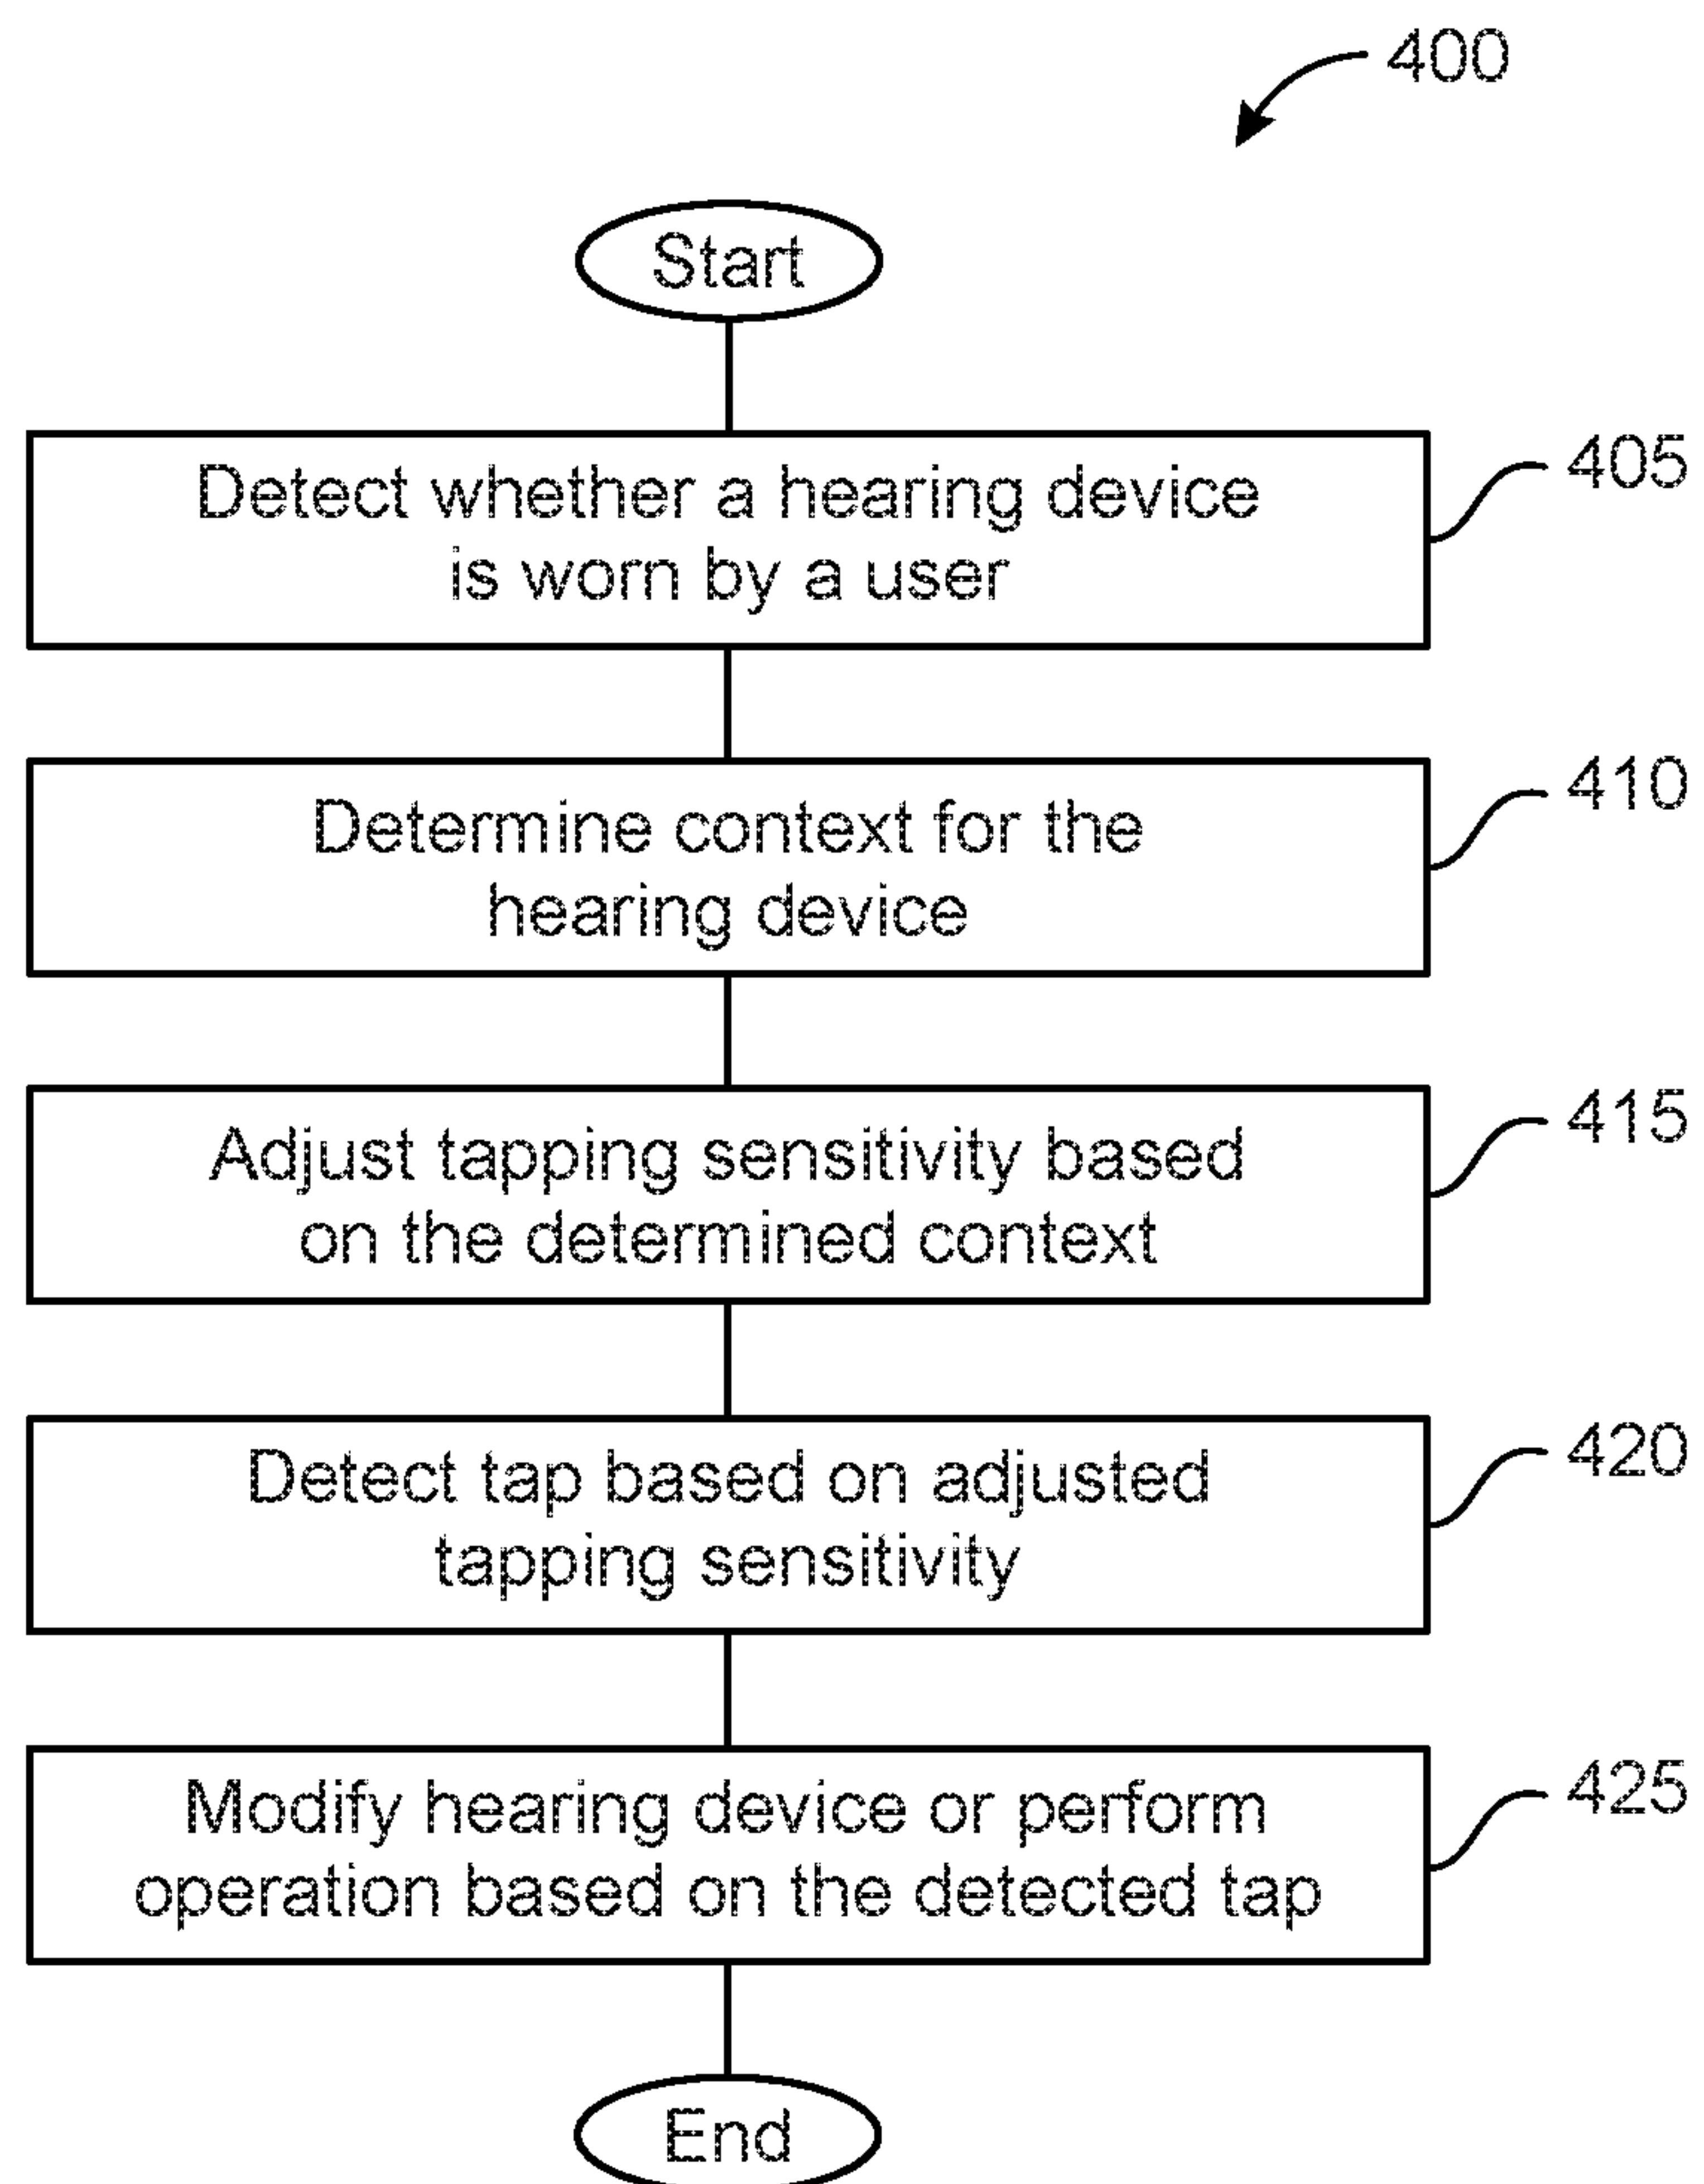 400
Start
Detect whether a hearing device
is worn by a user
405
Determine context for the
hearing device
410
Adjust tapping sensitivity based
on the determined context
415
Detect tap based on adjusted
tapping sensitivity
420
Modify hearing device or perform
operation based on the detected tap
425
End